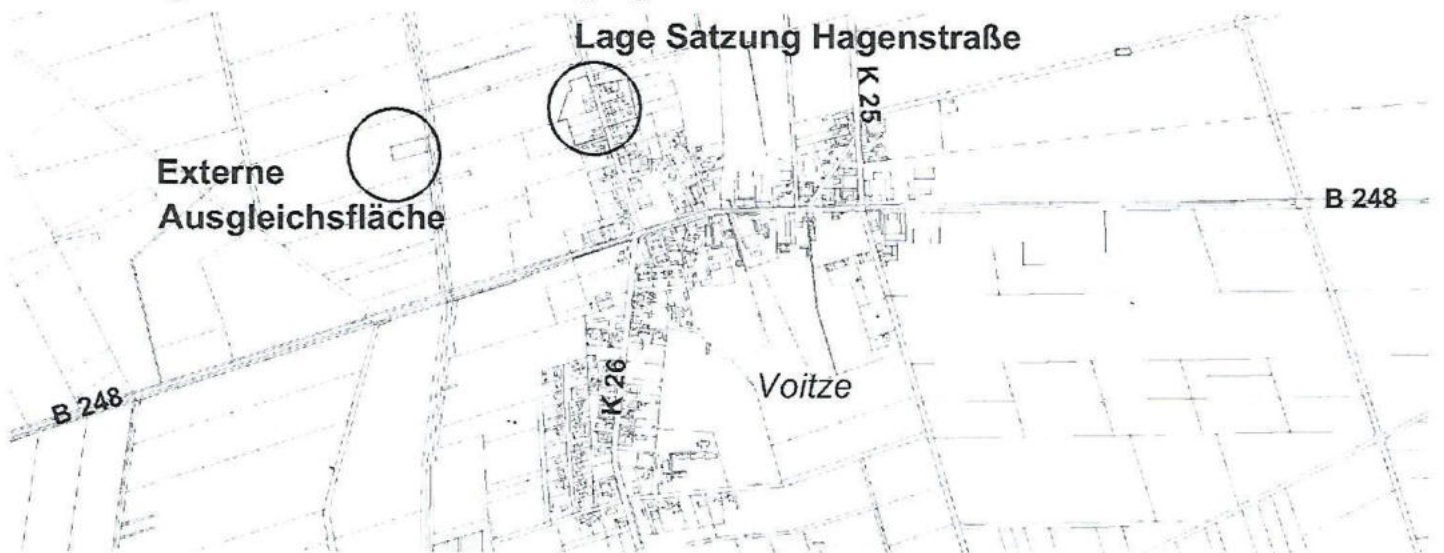 Lage Satzung Hagenstraße
K 25
Externe
Ausgleichsfläche
B 248
B 248
K 26
Voitze